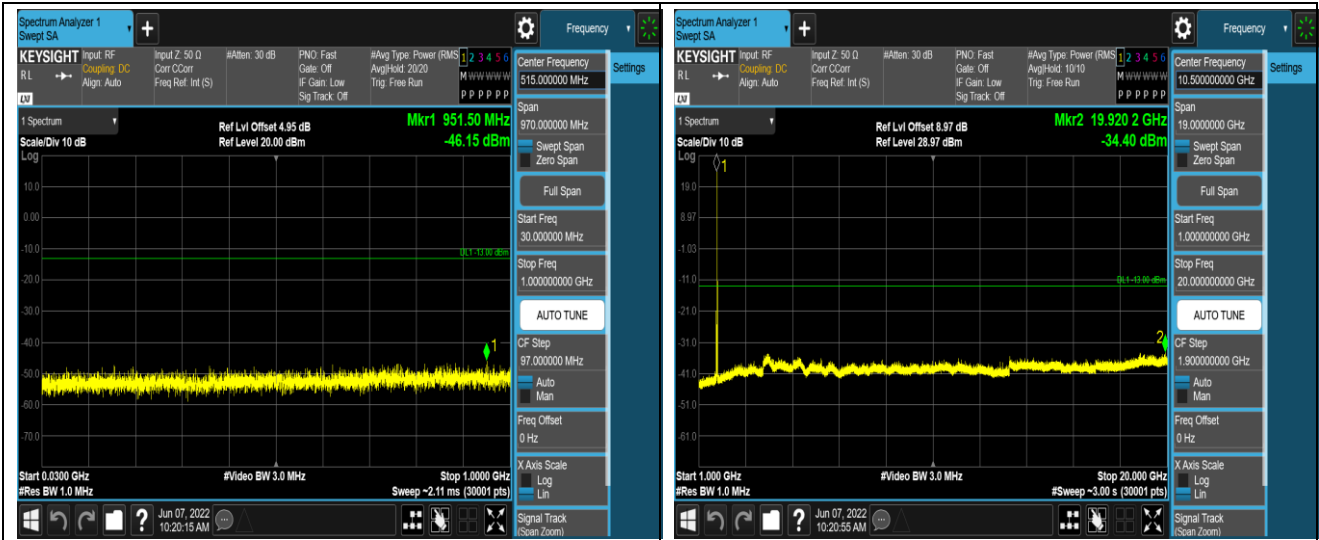 Spectrum Analyzer 1
Swept SA
Frequency
KEYSIGHT
Input: RF
Coupling: DC
Align: Auto
Input Z: 50 Ω
Corr CCorr
Freq Ref: Int (S)
#Atten: 30 dB
PNO: Fast
Gate: Off
IF Gain: Low
Sig Track: Off
#Avg Type: Power (RMS
Avg|Hold: 20/20
Trig: Free Run
1 2 3 4 5 6
M W W W W W
P P P P P P
RL
LXI
Center Frequency
515.000000 MHz
Settings
Span
970.000000 MHz
Swept Span
Zero Span
Full Span
Start Freq
30.000000 MHz
Stop Freq
1.000000000 GHz
AUTO TUNE
CF Step
97.000000 MHz
Auto
Man
Freq Offset
0 Hz
X Axis Scale
Log
Lin
Signal Track
(Span Zoom)
1 Spectrum
Scale/Div 10 dB
Log
Ref Lvl Offset 4.95 dB
Ref Level 20.00 dBm
Mkr1 951.50 MHz
-46.15 dBm
10.0
0.00
DL1 -13.00 dBm
-10.0
-20.0
-30.0
-40.0
1
-50.0
-60.0
-70.0
Start 0.0300 GHz
#Res BW 1.0 MHz
#Video BW 3.0 MHz
Stop 1.0000 GHz
Sweep ~2.11 ms (30001 pts)
?
Jun 07, 2022
10:20:15 AM
Spectrum Analyzer 1
Swept SA
Frequency
KEYSIGHT
Input: RF
Coupling: DC
Align: Auto
Input Z: 50 Ω
Corr CCorr
Freq Ref: Int (S)
#Atten: 30 dB
PNO: Fast
Gate: Off
IF Gain: Low
Sig Track: Off
#Avg Type: Power (RMS
Avg|Hold: 10/10
Trig: Free Run
1 2 3 4 5 6
M W W W W W
P P P P P P
RL
LXI
Center Frequency
10.500000000 GHz
Settings
Span
19.0000000 GHz
Swept Span
Zero Span
Full Span
Start Freq
1.000000000 GHz
Stop Freq
20.000000000 GHz
AUTO TUNE
CF Step
1.900000000 GHz
Auto
Man
Freq Offset
0 Hz
X Axis Scale
Log
Lin
Signal Track
(Span Zoom)
1 Spectrum
Scale/Div 10 dB
Log
Ref Lvl Offset 8.97 dB
Ref Level 28.97 dBm
Mkr2 19.920 2 GHz
-34.40 dBm
1
19.0
8.97
-1.03
DL1 -13.00 dBm
-11.0
-21.0
-31.0
2
-41.0
-51.0
-61.0
Start 1.000 GHz
#Res BW 1.0 MHz
#Video BW 3.0 MHz
Stop 20.000 GHz
#Sweep ~3.00 s (30001 pts)
?
Jun 07, 2022
10:20:55 AM